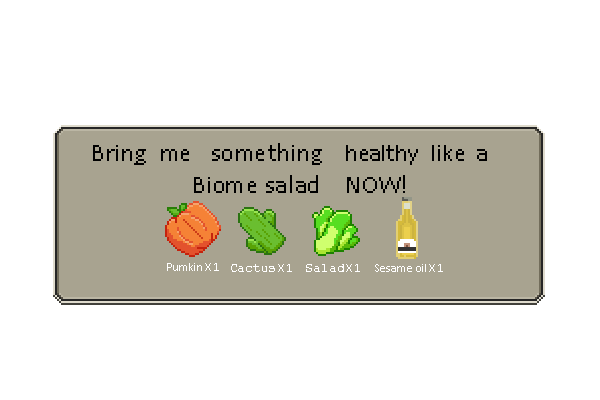 Bring me something healthy like a
Biome salad NOW!
Pumkin X1 Cactus X1 Salad X1 Sesame oil X1